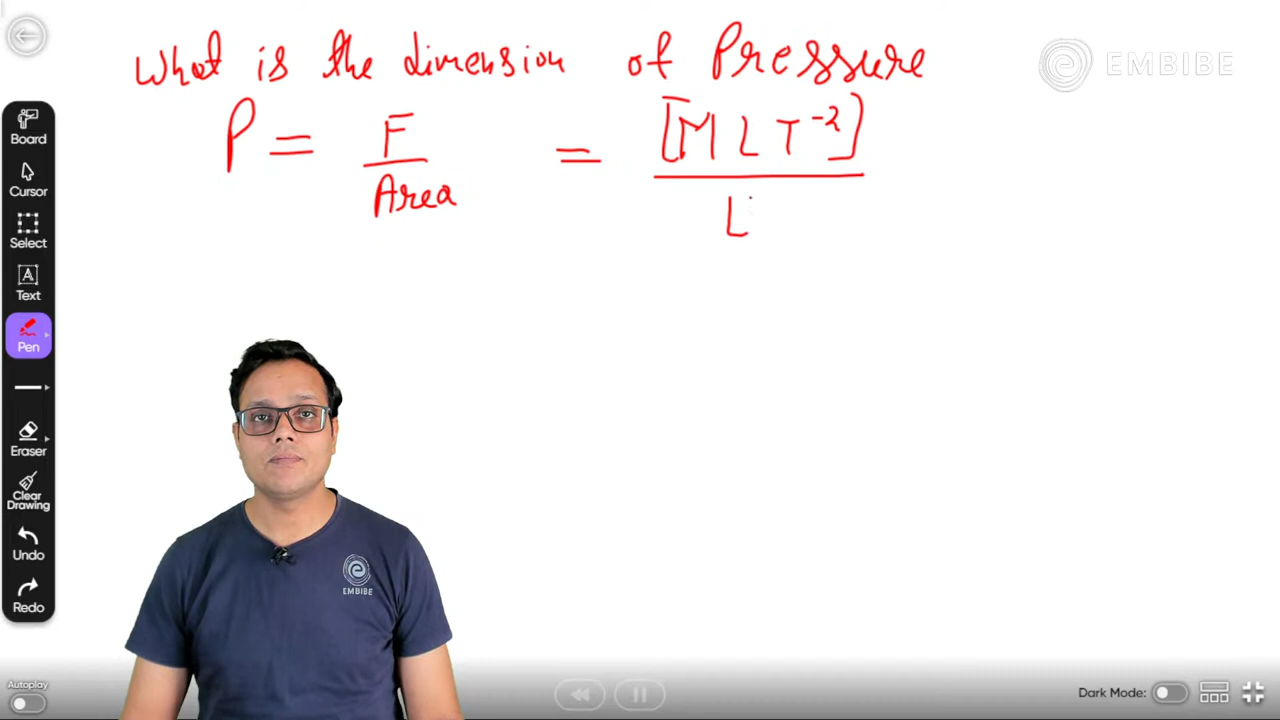 What is the dimension of Pressure
EMBIBE
P = F / Area = [M L T⁻²] / L
Board
Cursor
Select
Text
Pen
Eraser
Clear Drawing
Undo
Redo
EMBIBE
Autoplay
Dark Mode: